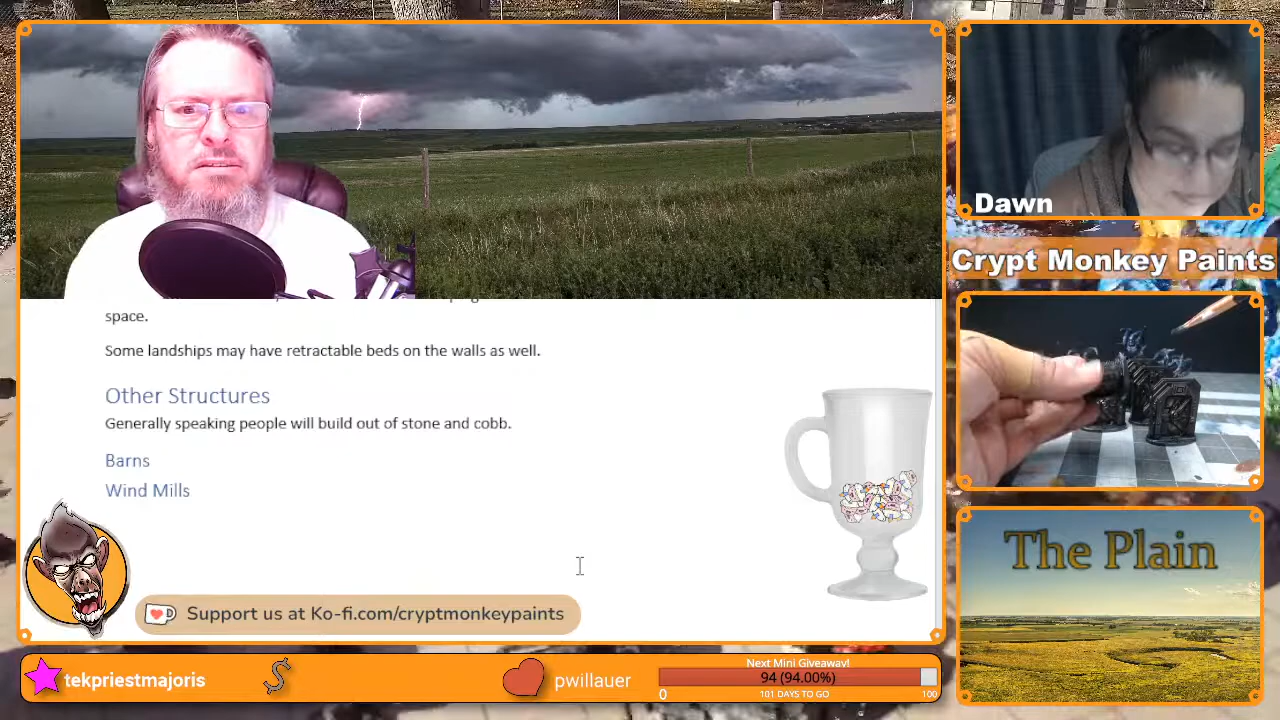 Dawn
Crypt Monkey Paints
space.
Some landships may have retractable beds on the walls as well.
Other Structures
Generally speaking people will build out of stone and cobb.
Barns
Wind Mills
The Plain
Support us at Ko-fi.com/cryptmonkeypaints
tekpriestmajoris
pwillauer
Next Mini Giveaway!
94 (94.00%)
0
101 DAYS TO GO
100